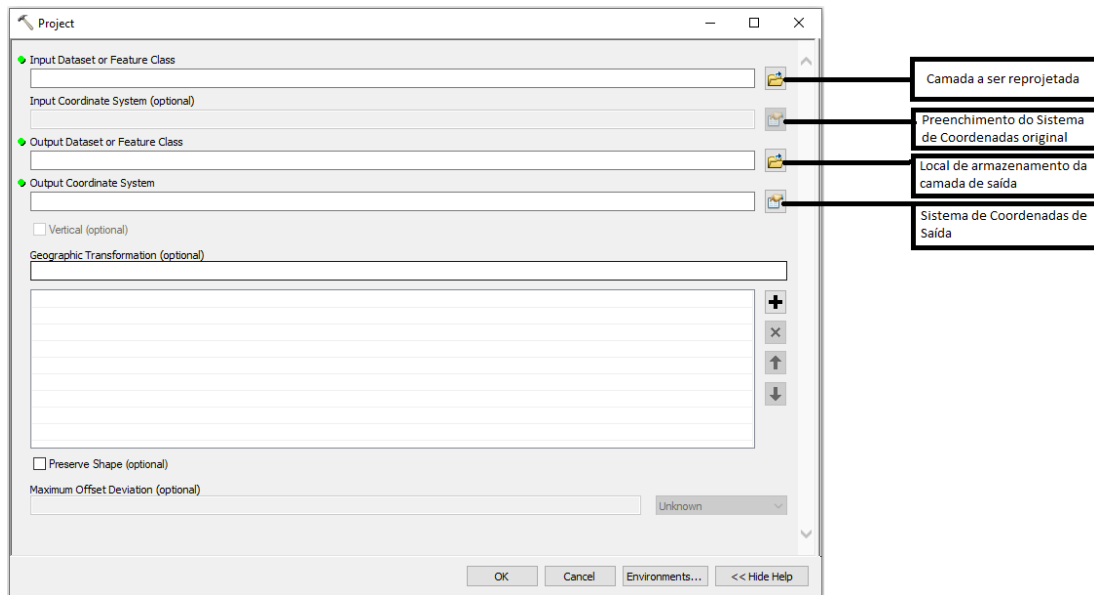 Project
Input Dataset or Feature Class
Camada a ser reprojetada
Input Coordinate System (optional)
Preenchimento do Sistema
de Coordenadas original
Output Dataset or Feature Class
Local de armazenamento da
camada de saída
Output Coordinate System
Sistema de Coordenadas de
Saída
Vertical (optional)
Geographic Transformation (optional)
Preserve Shape (optional)
Maximum Offset Deviation (optional)
Unknown
OK
Cancel
Environments...
<< Hide Help